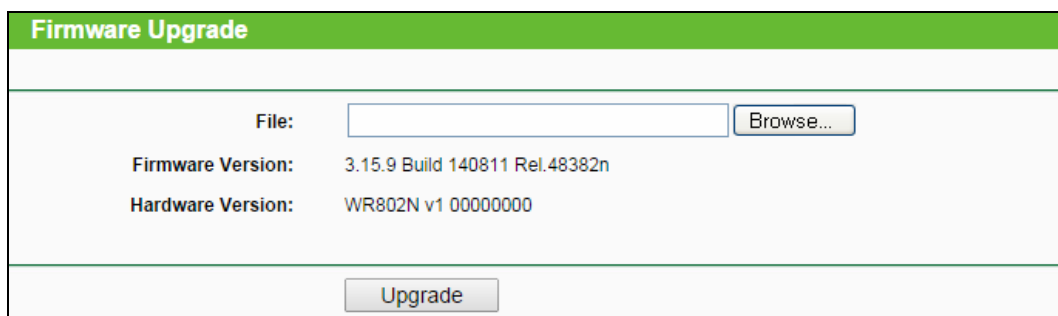 Firmware Upgrade
File: Browse...
Firmware Version: 3.15.9 Build 140811 Rel.48382n
Hardware Version: WR802N v1 00000000
Upgrade